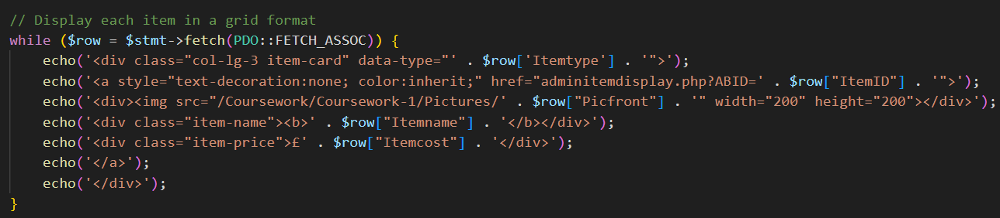 // Display each item in a grid format
while ($row = $stmt->fetch(PDO::FETCH_ASSOC)) {
    echo('<div class="col-lg-3 item-card" data-type="' . $row['Itemtype'] . '">');
    echo('<a style="text-decoration:none; color:inherit;" href="adminitemdisplay.php?ABID=' . $row["ItemID"] . '">');
    echo('<div><img src="/Coursework/Coursework-1/Pictures/' . $row["Picfront"] . '" width="200" height="200"></div>');
    echo('<div class="item-name"><b>' . $row["Itemname"] . '</b></div>');
    echo('<div class="item-price">£' . $row["Itemcost"] . '</div>');
    echo('</a>');
    echo('</div>');
}